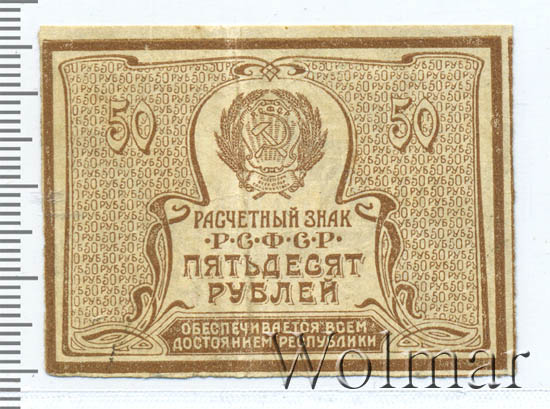 50
50
РАСЧЕТНЫЙ ЗНАК
·Р·С·Ф·С·Р·
ПЯТЬДЕСЯТ
РУБЛЕЙ
ОБЕСПЕЧИВАЕТСЯ ВСЕМ
ДОСТОЯНИЕМ РЕСПУБЛИКИ
Wolmar